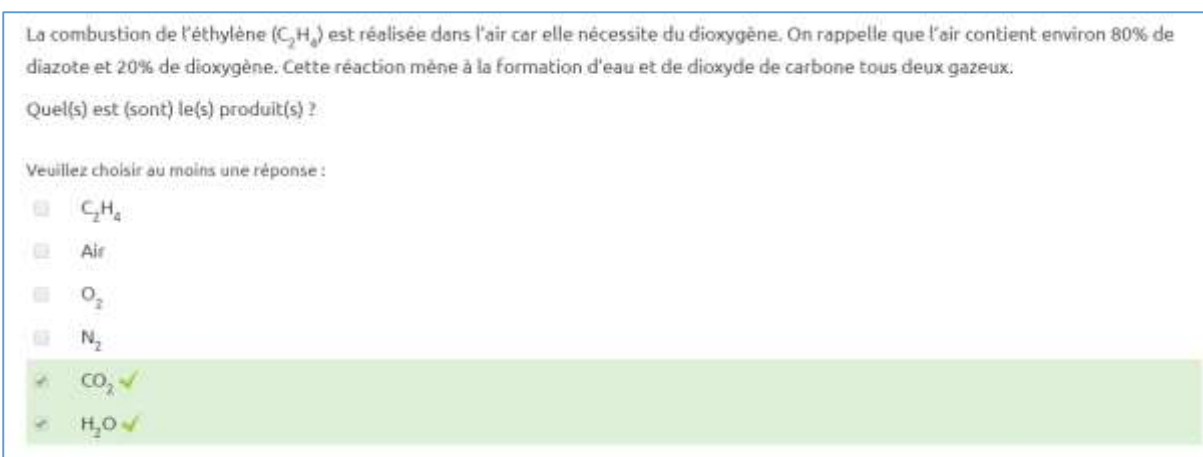 La combustion de l'éthylène (C₂H₄) est réalisée dans l'air car elle nécessite du dioxygène. On rappelle que l'air contient environ 80% de
diazote et 20% de dioxygène. Cette réaction mène à la formation d'eau et de dioxyde de carbone tous deux gazeux.
Quel(s) est (sont) le(s) produit(s) ?
Veuillez choisir au moins une réponse :
C₂H₄
Air
O₂
N₂
CO₂
H₂O